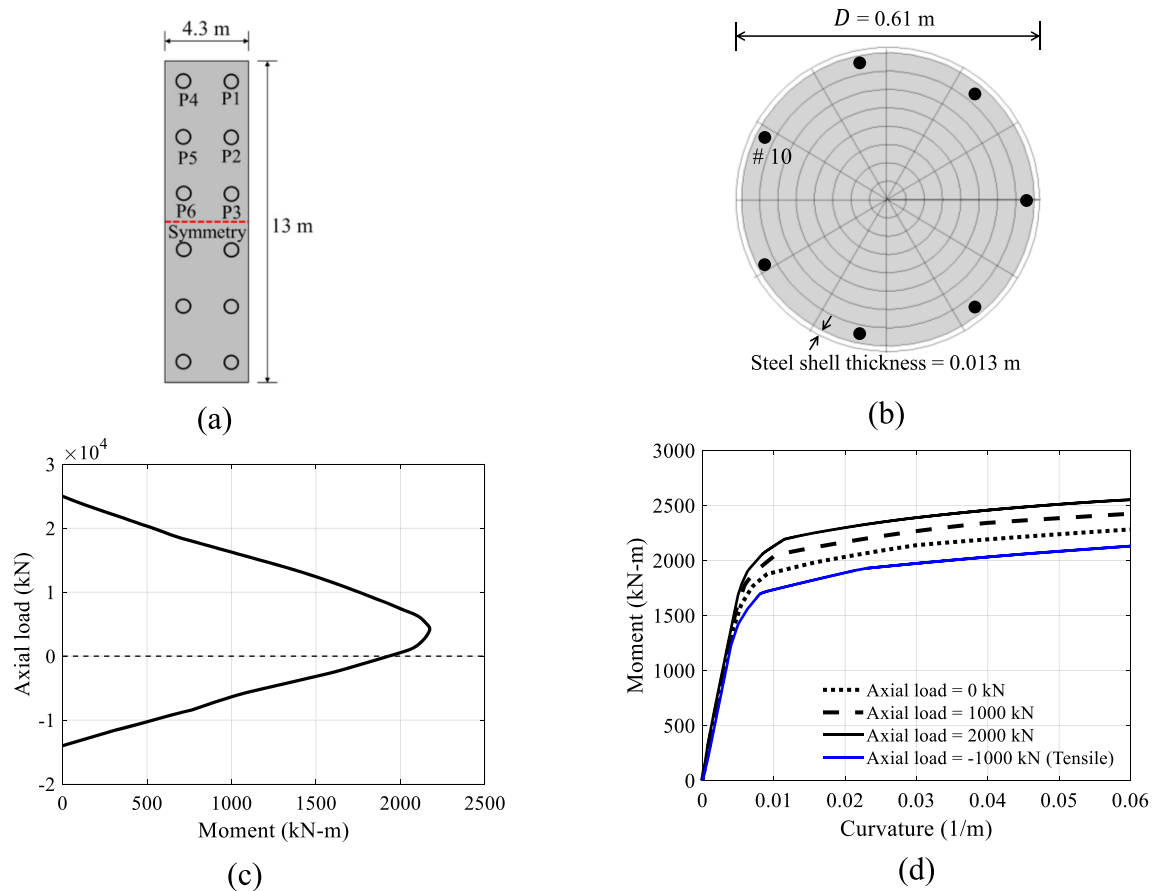 4.3 m
P4 P1
P5 P2
P6 P3
Symmetry
13 m
(a)
D = 0.61 m
# 10
Steel shell thickness = 0.013 m
(b)
×10⁴
3
2
1
0
-1
-2
Axial load (kN)
0 500 1000 1500 2000 2500
Moment (kN-m)
(c)
3000
2500
2000
1500
1000
500
0
Moment (kN-m)
Axial load = 0 kN
Axial load = 1000 kN
Axial load = 2000 kN
Axial load = -1000 kN (Tensile)
0 0.01 0.02 0.03 0.04 0.05 0.06
Curvature (1/m)
(d)